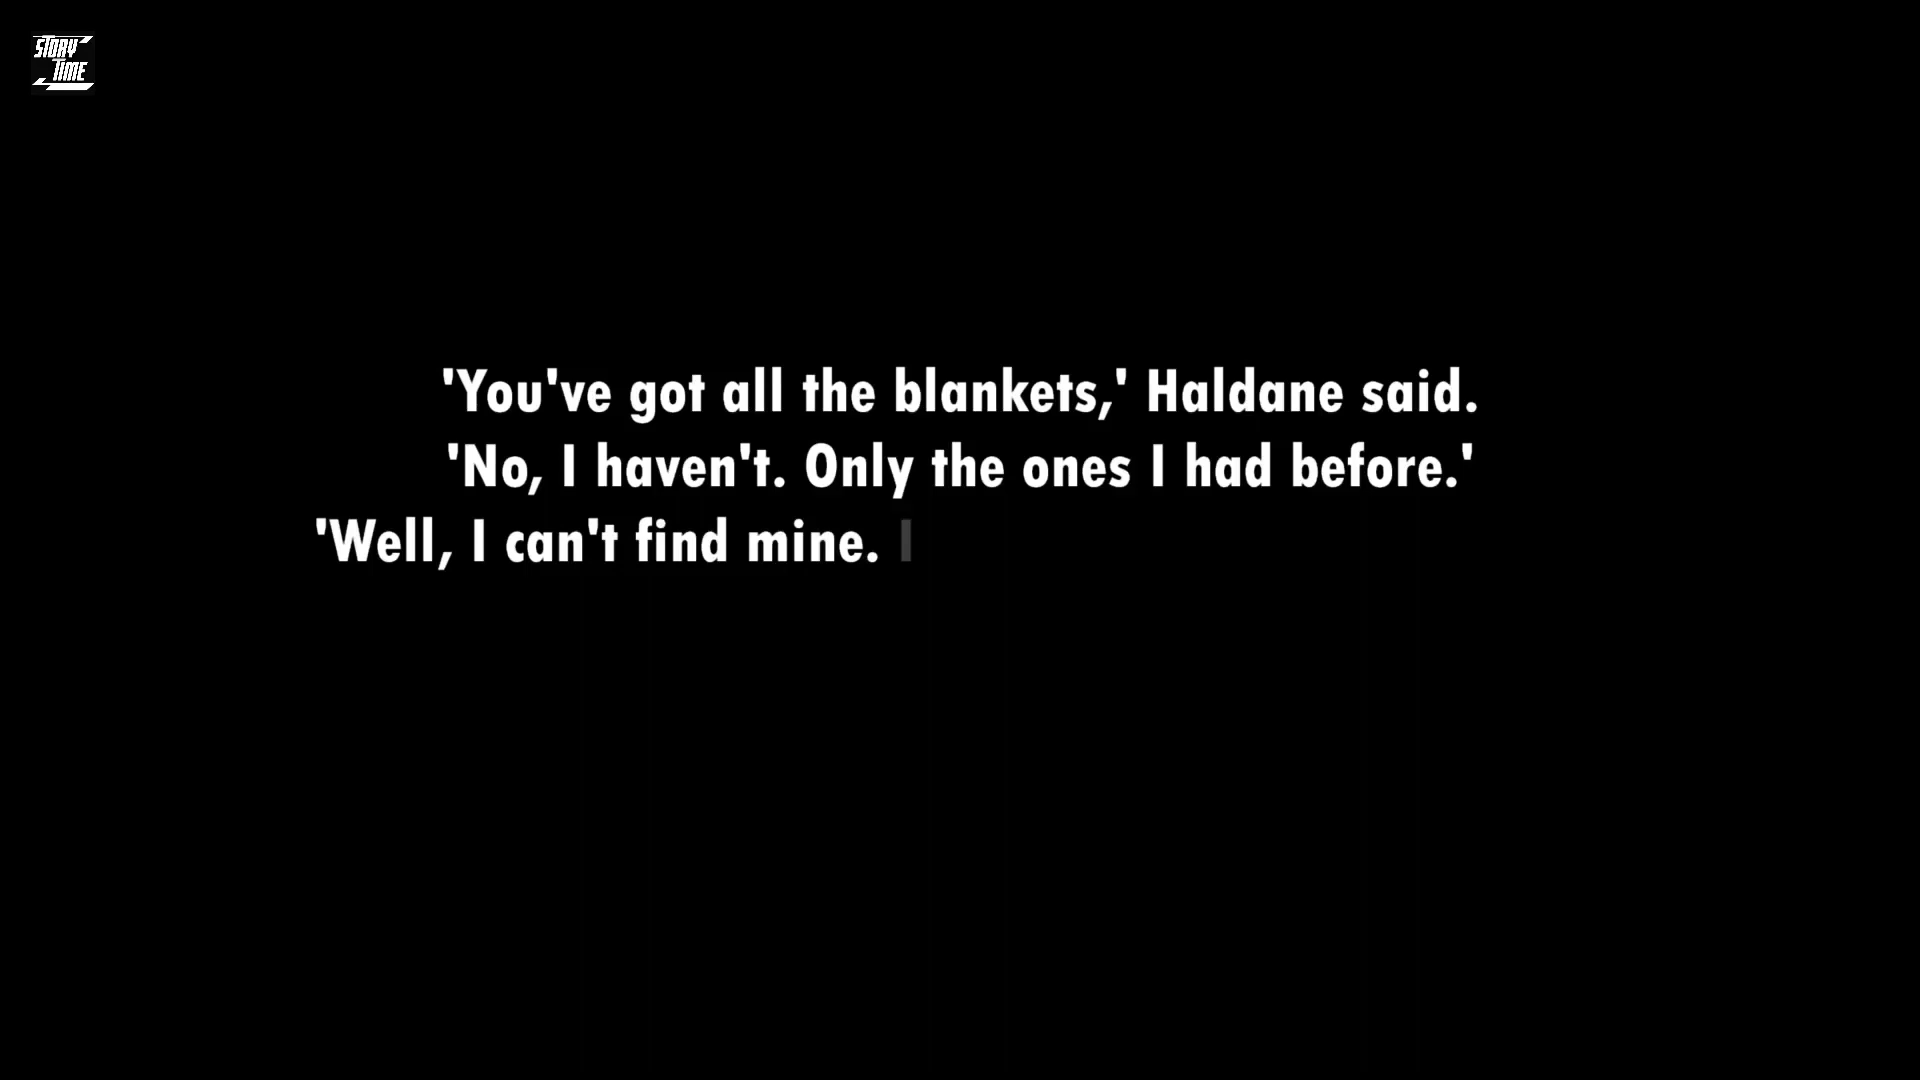 STORY
TIME
'You've got all the blankets,' Haldane said.
'No, I haven't. Only the ones I had before.'
'Well, I can't find mine. I